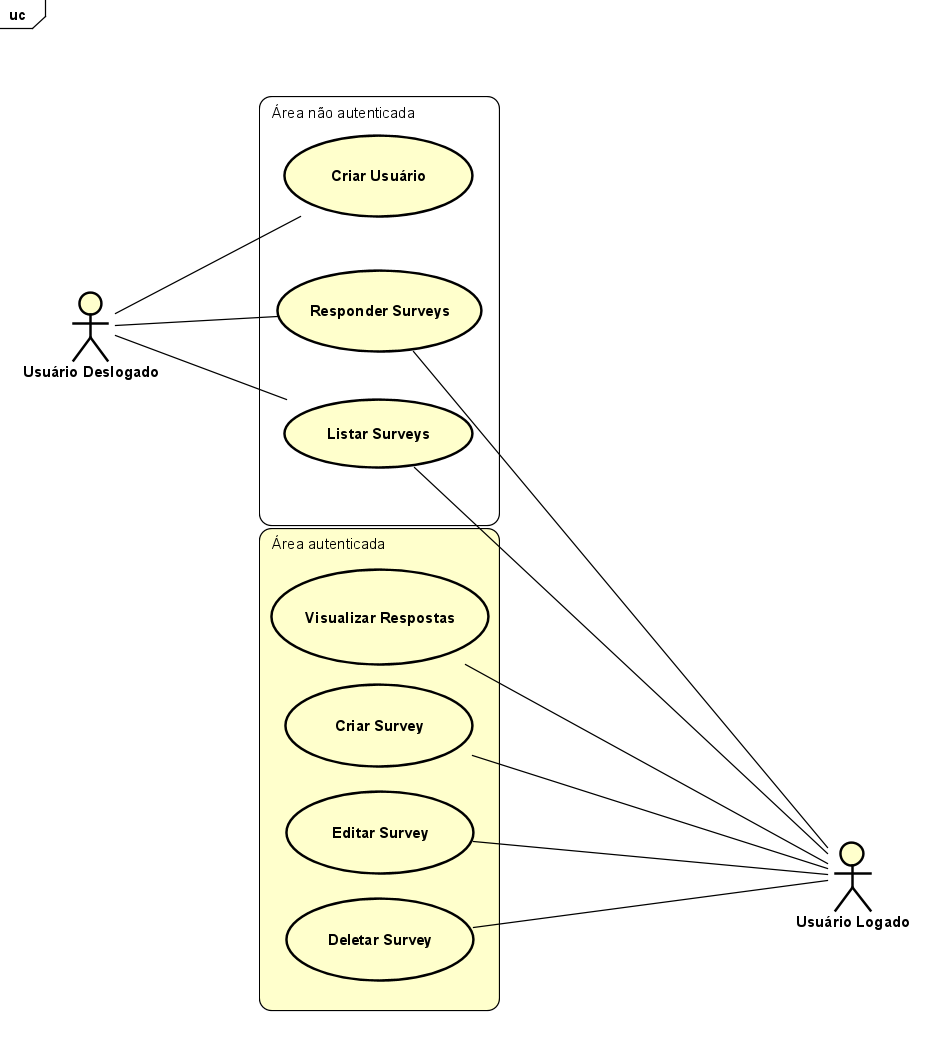 uc
Área não autenticada
Criar Usuário
Responder Surveys
Usuário Deslogado
Listar Surveys
Área autenticada
Visualizar Respostas
Criar Survey
Editar Survey
Usuário Logado
Deletar Survey